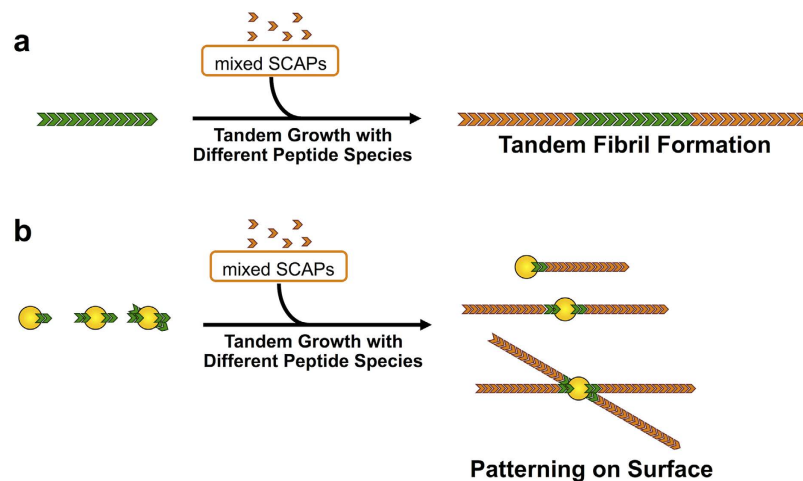 a
mixed SCAPs
Tandem Growth with
Different Peptide Species
Tandem Fibril Formation
b
mixed SCAPs
Tandem Growth with
Different Peptide Species
Patterning on Surface